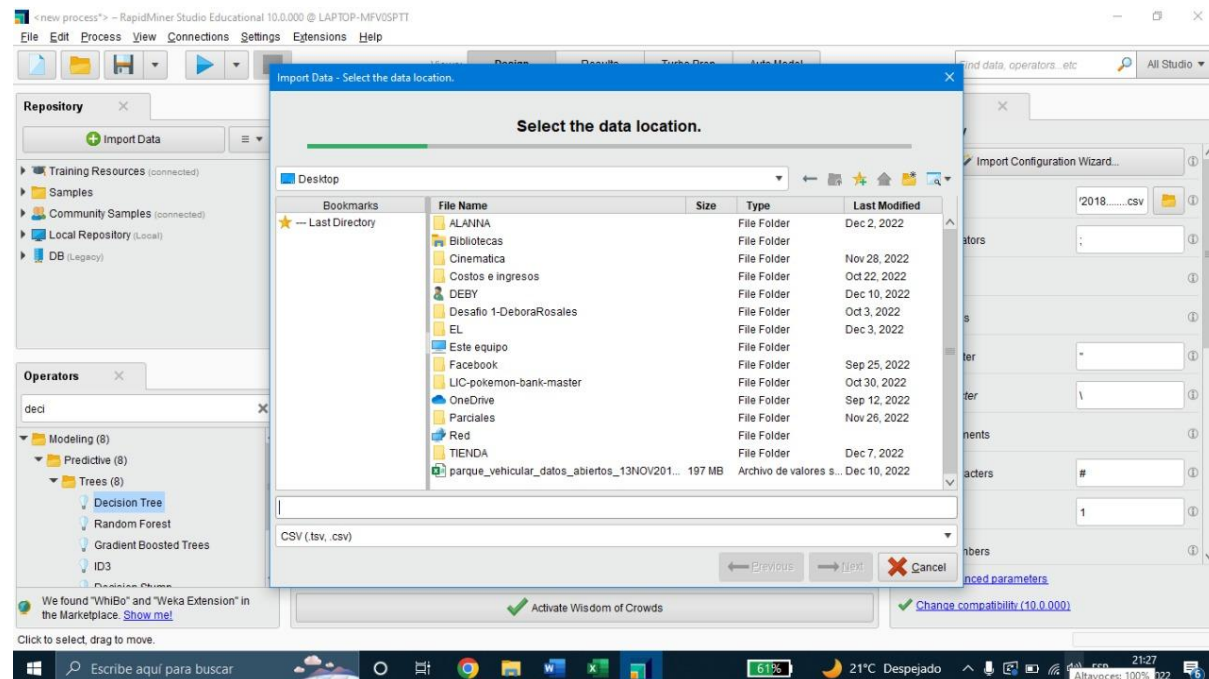 <new process*> – RapidMiner Studio Educational 10.0.000 @ LAPTOP-MFV0SPTT
File Edit Process View Connections Settings Extensions Help
Find data, operators...etc
All Studio
Import Data - Select the data location.
Select the data location.
Repository
Import Data
Training Resources (connected)
Samples
Community Samples (connected)
Local Repository (Local)
DB (Legacy)
Desktop
Bookmarks
--- Last Directory
File Name Size Type Last Modified
ALANNA File Folder Dec 2, 2022
Bibliotecas File Folder
Cinematica File Folder Nov 28, 2022
Costos e ingresos File Folder Oct 22, 2022
DEBY File Folder Dec 10, 2022
Desafio 1-DeboraRosales File Folder Oct 3, 2022
EL File Folder Dec 3, 2022
Este equipo File Folder
Facebook File Folder Sep 25, 2022
LIC-pokemon-bank-master File Folder Oct 30, 2022
OneDrive File Folder Sep 12, 2022
Parciales File Folder Nov 26, 2022
Red File Folder
TIENDA File Folder Dec 7, 2022
parque_vehicular_datos_abiertos_13NOV201... 197 MB Archivo de valores s... Dec 10, 2022
CSV (.tsv, .csv)
Previous
Next
Cancel
Import Configuration Wizard...
'2018........csv
ators ;
s
ter "
ter \
ments
acters #
1
nbers
nced parameters
Change compatibility (10.0.000)
Operators
deci
Modeling (8)
Predictive (8)
Trees (8)
Decision Tree
Random Forest
Gradient Boosted Trees
ID3
Decision Stump
We found "WhiBo" and "Weka Extension" in
the Marketplace. Show me!
Activate Wisdom of Crowds
Click to select, drag to move.
Escribe aquí para buscar
61%
21°C Despejado
21:27
Altavoces: 100%
022